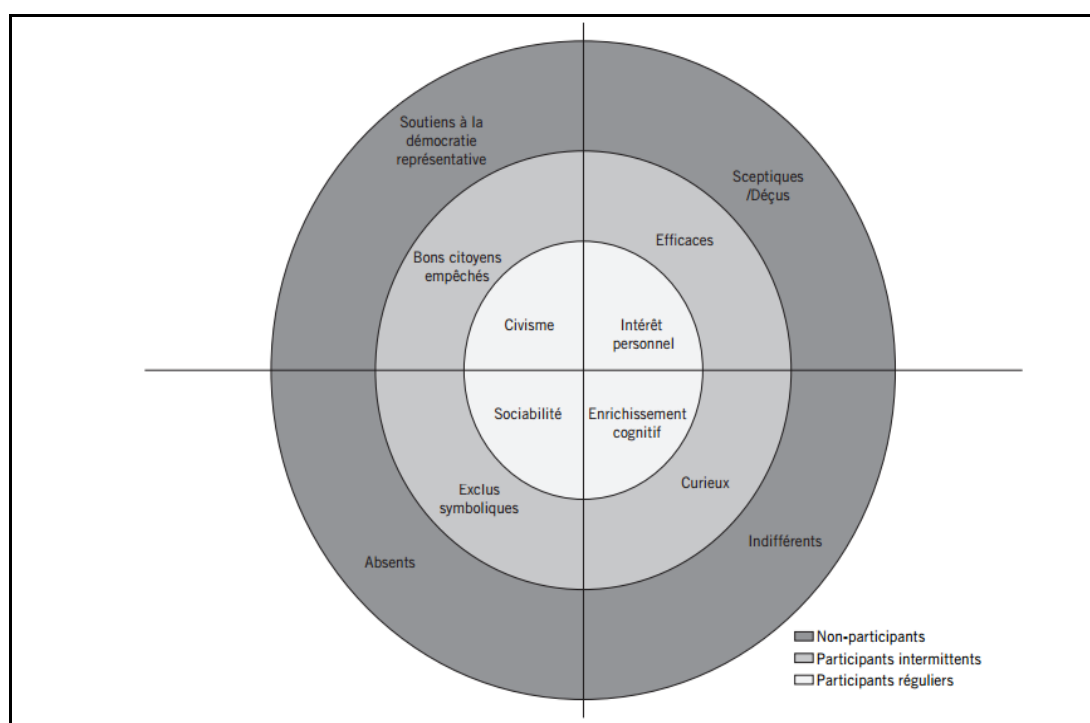 Soutiens à la
démocratie
représentative
Sceptiques
/Déçus
Efficaces
Bons citoyens
empêchés
Civisme
Intérêt
personnel
Sociabilité
Enrichissement
cognitif
Exclus
symboliques
Curieux
Absents
Indifférents
Non-participants
Participants intermittents
Participants réguliers